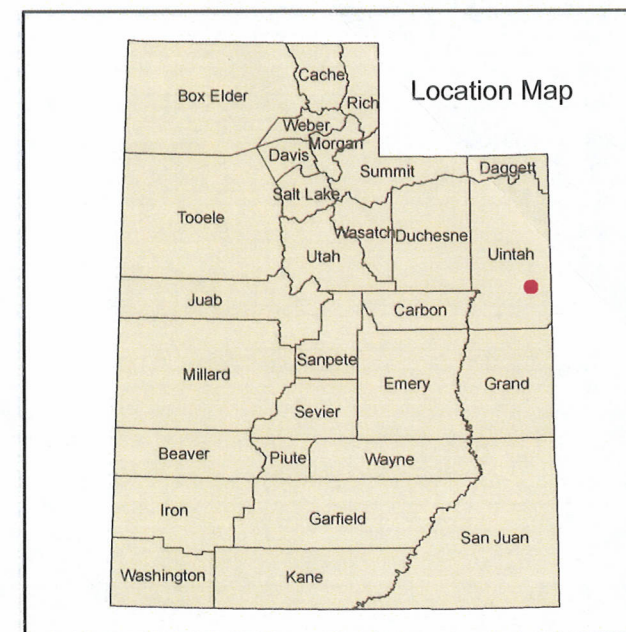 Cache
Location Map
Box Elder
Rich
Weber
Morgan
Davis
Summit
Daggett
Salt Lake
Tooele
Wasatch
Duchesne
Uintah
Utah
Juab
Carbon
Sanpete
Millard
Emery
Grand
Sevier
Beaver
Piute
Wayne
Iron
Garfield
San Juan
Washington
Kane